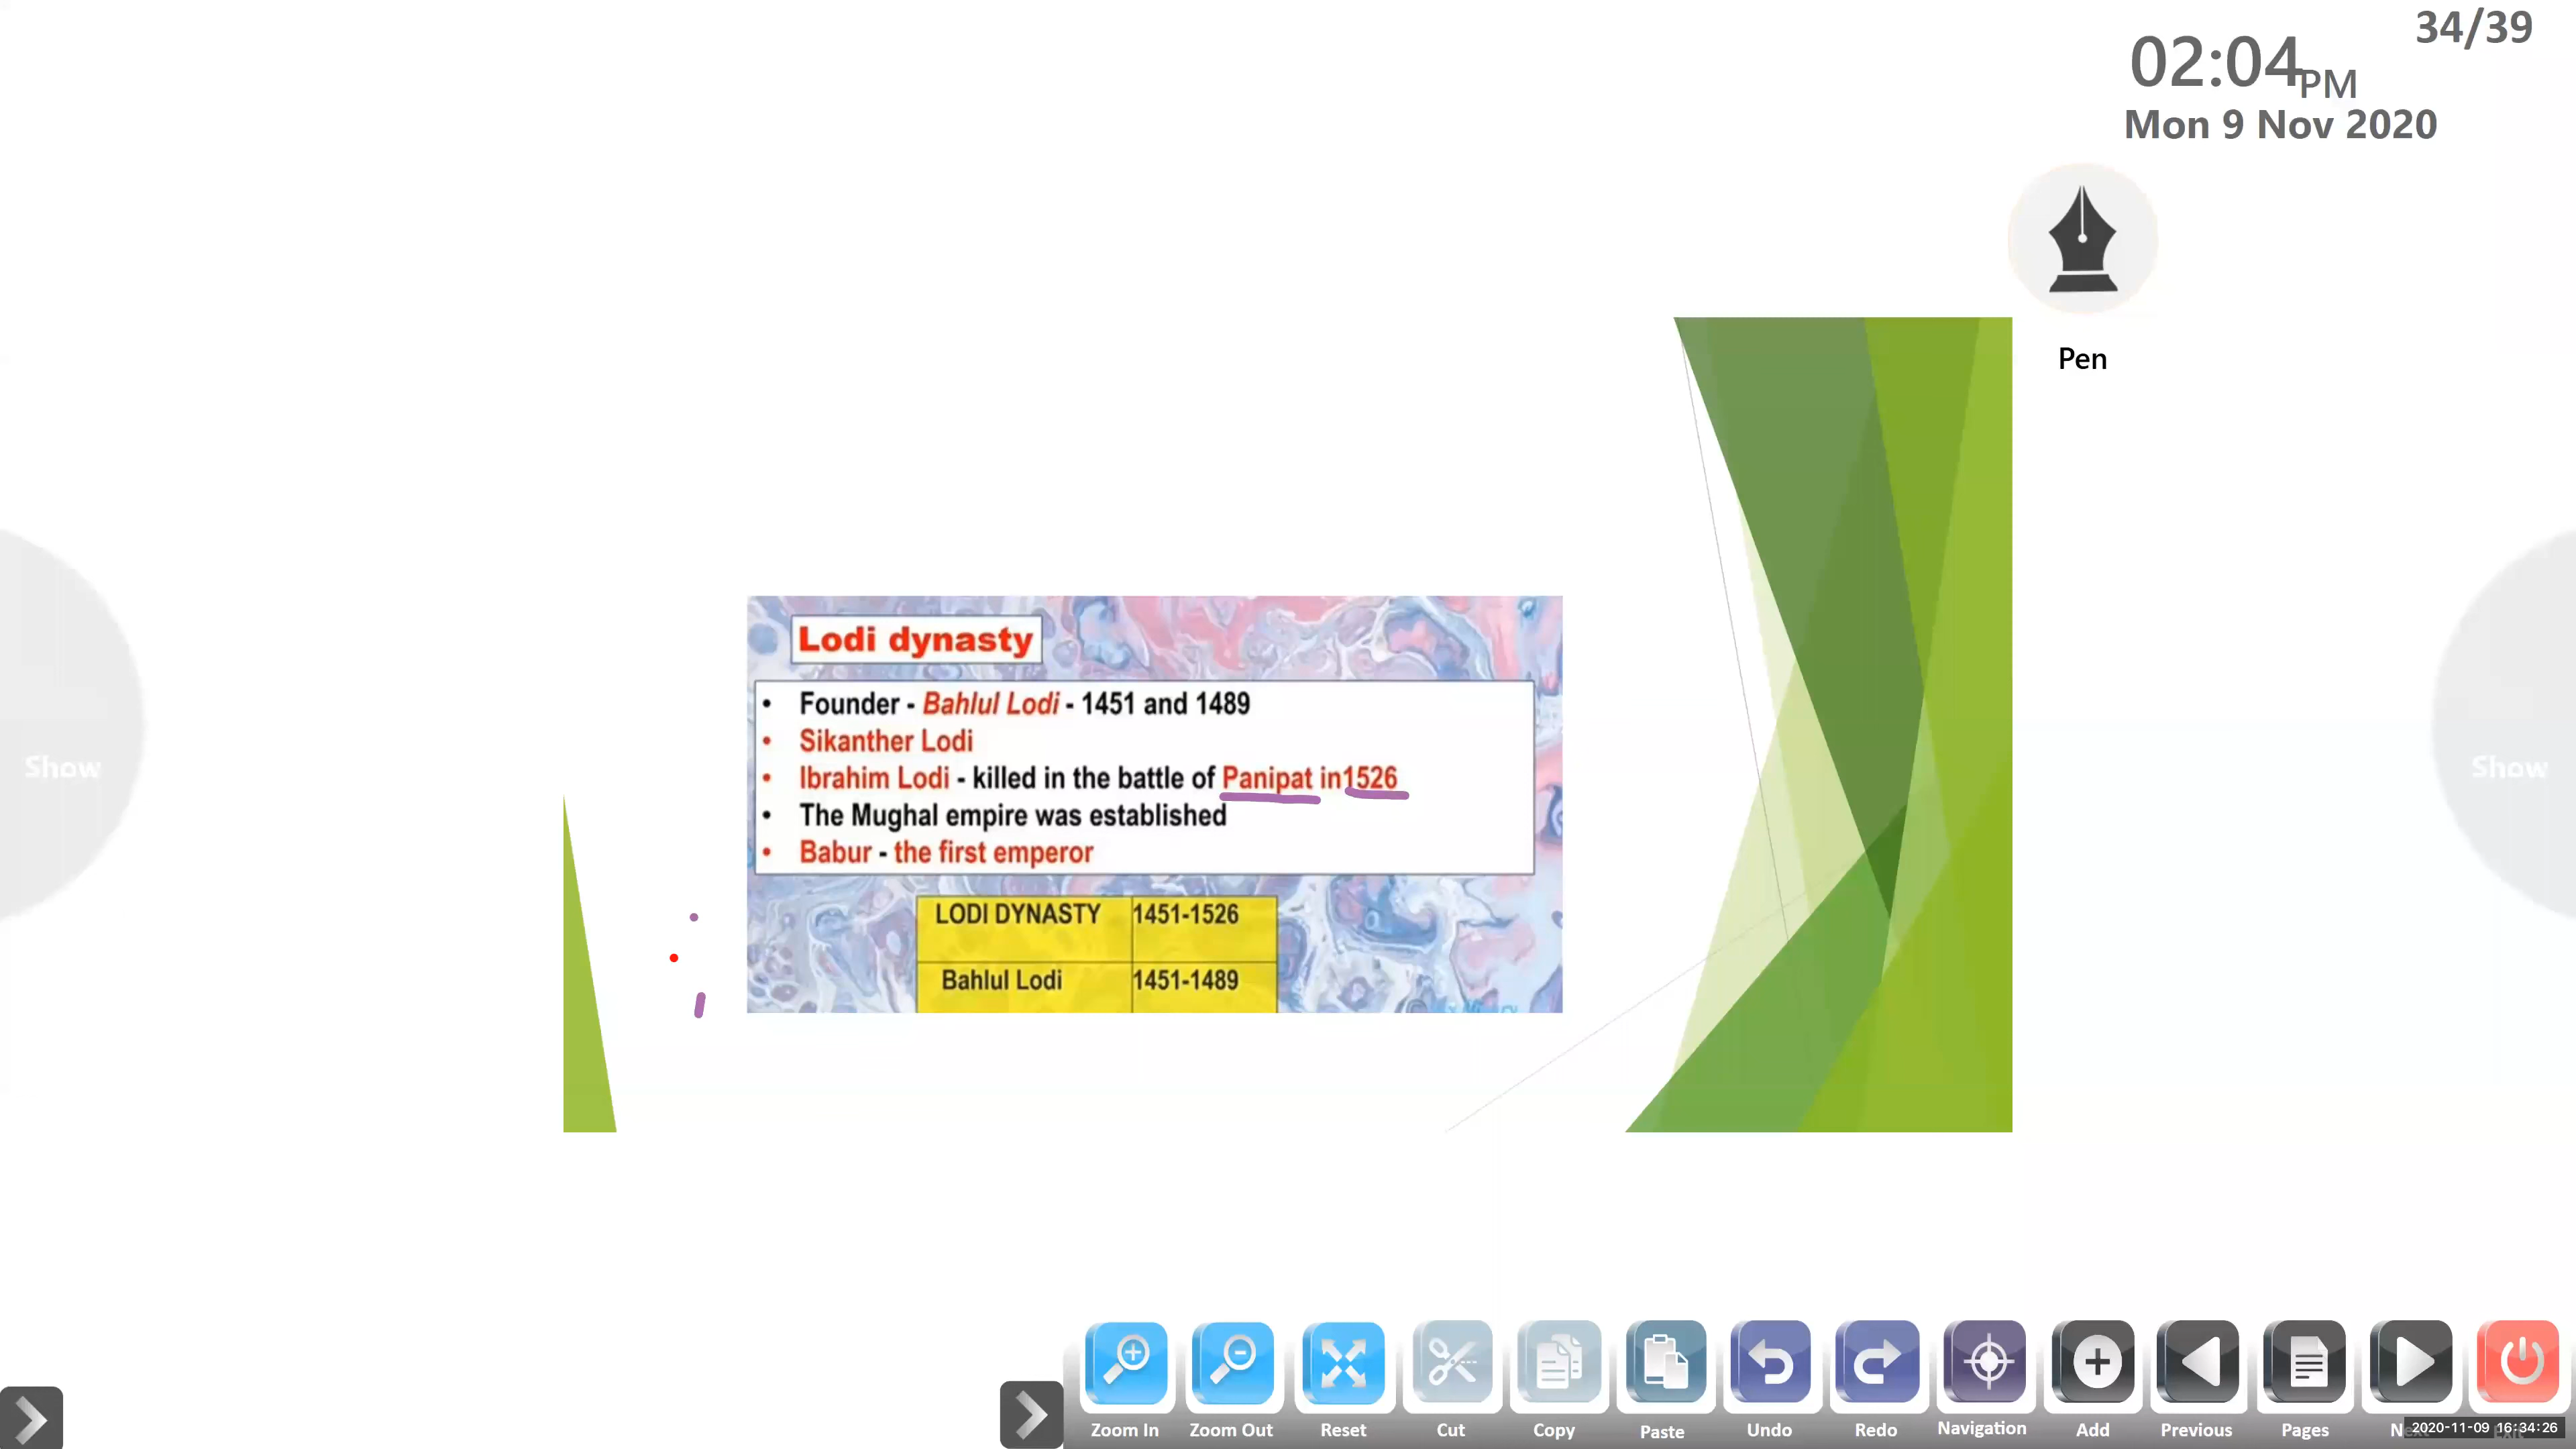 34/39
02:04 PM
Mon 9 Nov 2020
Pen
Lodi dynasty
• Founder - Bahlul Lodi - 1451 and 1489
• Sikanther Lodi
• Ibrahim Lodi - killed in the battle of Panipat in1526
• The Mughal empire was established
• Babur - the first emperor
Show
Show
LODI DYNASTY 1451-1526
Bahlul Lodi 1451-1489
Zoom In Zoom Out Reset Cut Copy Paste Undo Redo Navigation Add Previous Pages
2020-11-09 16:34:26